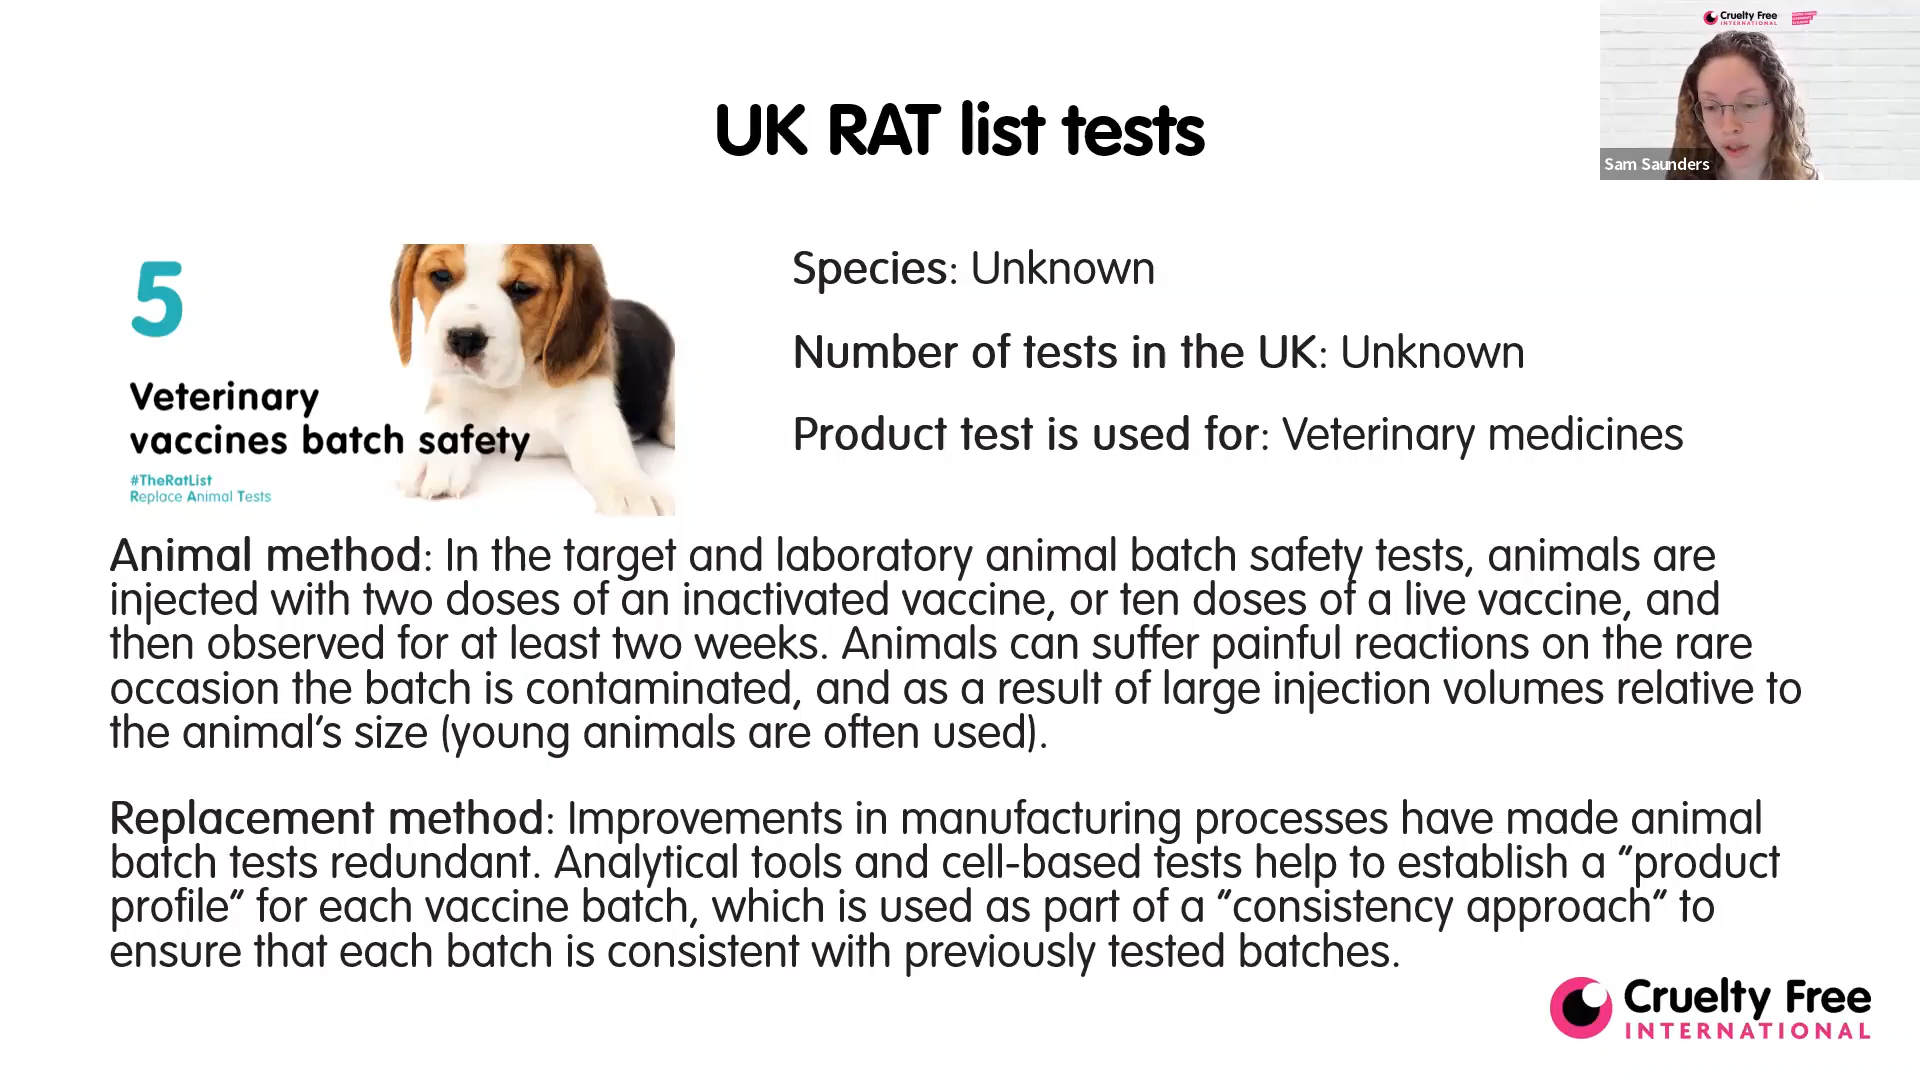 Cruelty Free
INTERNATIONAL
Sam Saunders
UK RAT list tests
5
Veterinary
vaccines batch safety
#TheRatList
Replace Animal Tests
Species: Unknown
Number of tests in the UK: Unknown
Product test is used for: Veterinary medicines
Animal method: In the target and laboratory animal batch safety tests, animals are
injected with two doses of an inactivated vaccine, or ten doses of a live vaccine, and
then observed for at least two weeks. Animals can suffer painful reactions on the rare
occasion the batch is contaminated, and as a result of large injection volumes relative to
the animal’s size (young animals are often used).
Replacement method: Improvements in manufacturing processes have made animal
batch tests redundant. Analytical tools and cell-based tests help to establish a “product
profile” for each vaccine batch, which is used as part of a “consistency approach” to
ensure that each batch is consistent with previously tested batches.
Cruelty Free
INTERNATIONAL